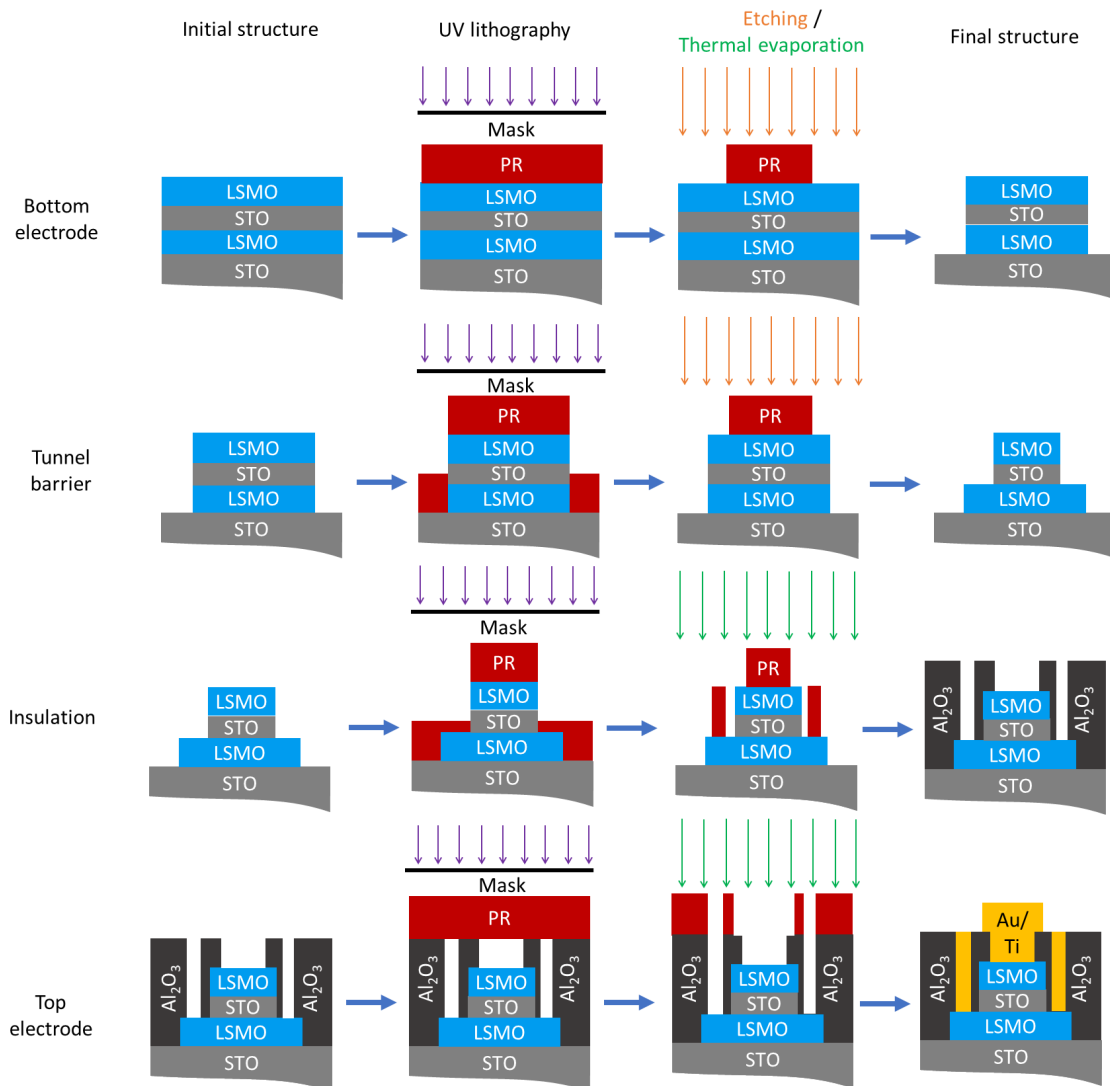 Initial structure
UV lithography
Etching /
Thermal evaporation
Final structure
Bottom
electrode
LSMO
STO
LSMO
STO
Mask
PR
LSMO
STO
LSMO
STO
PR
LSMO
STO
LSMO
STO
LSMO
STO
LSMO
STO
Tunnel
barrier
LSMO
STO
LSMO
STO
Mask
PR
LSMO
STO
LSMO
STO
PR
LSMO
STO
LSMO
STO
LSMO
STO
LSMO
STO
Insulation
LSMO
STO
LSMO
STO
Mask
PR
LSMO
STO
LSMO
STO
PR
LSMO
STO
LSMO
STO
Al₂O₃
LSMO
STO
Al₂O₃
LSMO
STO
Top
electrode
Al₂O₃
LSMO
STO
Al₂O₃
LSMO
STO
Mask
PR
Al₂O₃
LSMO
STO
Al₂O₃
LSMO
STO
Al₂O₃
LSMO
STO
Al₂O₃
LSMO
STO
Au/
Ti
Al₂O₃
LSMO
STO
Al₂O₃
LSMO
STO